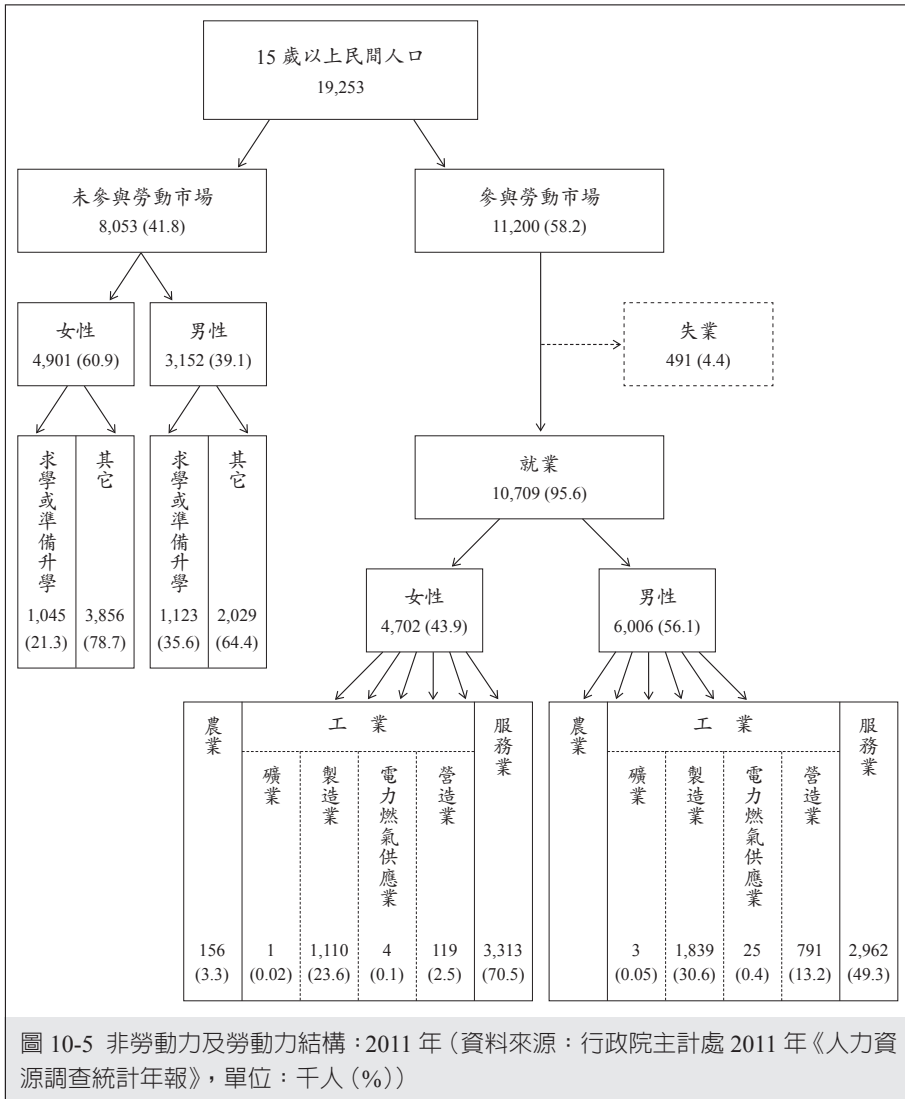 15 歲以上民間人口
19,253
未參與勞動市場
8,053 (41.8)
參與勞動市場
11,200 (58.2)
女性
4,901 (60.9)
男性
3,152 (39.1)
失業
491 (4.4)
求學或準備升學
1,045
(21.3)
其它
3,856
(78.7)
求學或準備升學
1,123
(35.6)
其它
2,029
(64.4)
就業
10,709 (95.6)
女性
4,702 (43.9)
男性
6,006 (56.1)
農業
156
(3.3)
工業
礦業
1
(0.02)
製造業
1,110
(23.6)
電力燃氣供應業
4
(0.1)
營造業
119
(2.5)
服務業
3,313
(70.5)
農業
工業
礦業
3
(0.05)
製造業
1,839
(30.6)
電力燃氣供應業
25
(0.4)
營造業
791
(13.2)
服務業
2,962
(49.3)
圖 10-5 非勞動力及勞動力結構：2011 年（資料來源：行政院主計處 2011 年《人力資
源調查統計年報》，單位：千人 (%)）